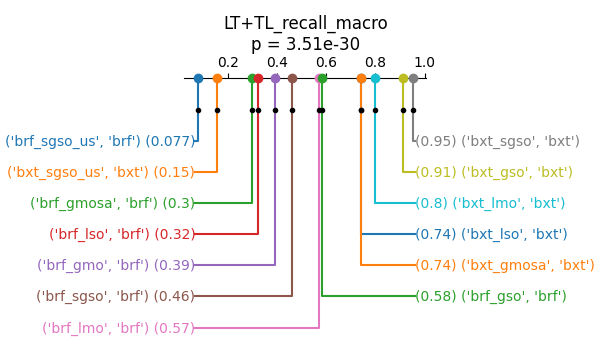 LT+TL_recall_macro
p = 3.51e-30
0.2 0.4 0.6 0.8 1.0
('brf_sgso_us', 'brf') (0.077)
(0.95) ('bxt_sgso', 'bxt')
('bxt_sgso_us', 'bxt') (0.15)
(0.91) ('bxt_gso', 'bxt')
('brf_gmosa', 'brf') (0.3)
(0.8) ('bxt_lmo', 'bxt')
('brf_lso', 'brf') (0.32)
(0.74) ('bxt_lso', 'bxt')
('brf_gmo', 'brf') (0.39)
(0.74) ('bxt_gmosa', 'bxt')
('brf_sgso', 'brf') (0.46)
(0.58) ('brf_gso', 'brf')
('brf_lmo', 'brf') (0.57)